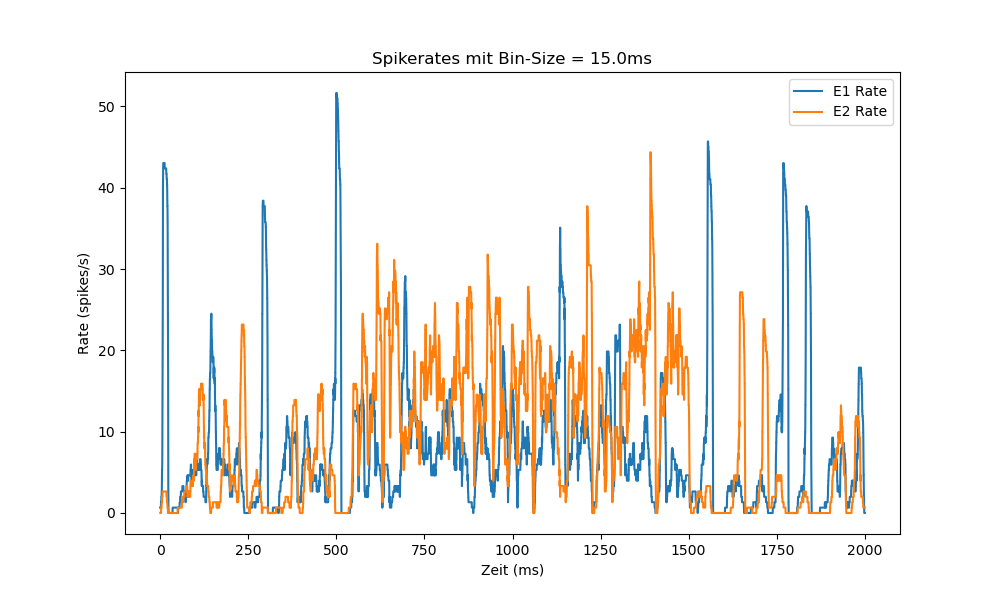 Spikerates mit Bin-Size = 15.0ms
E1 Rate
E2 Rate
50
40
30
20
10
0
Rate (spikes/s)
0 250 500 750 1000 1250 1500 1750 2000
Zeit (ms)